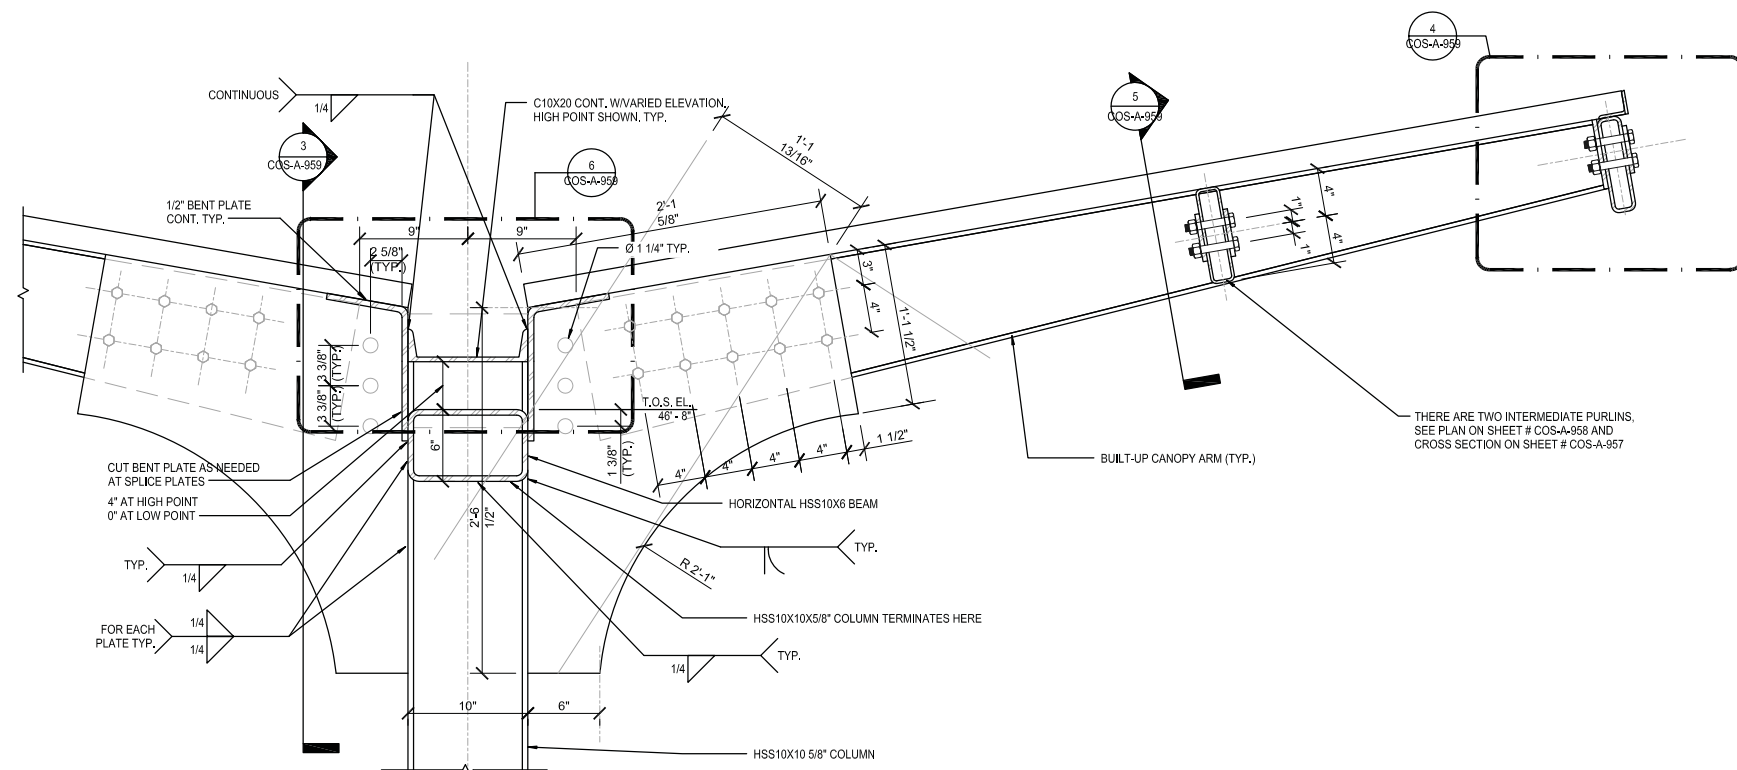 4
COS-A-959
CONTINUOUS
1/4
C10X20 CONT. W/VARIED ELEVATION.
HIGH POINT SHOWN. TYP.
5
COS-A-959
1'-1
13/16"
3
COS-A-959
6
COS-A-959
1/2" BENT PLATE
CONT. TYP.
2'-1
5/8"
9"
9"
2 5/8"
(TYP.)
Ø 1 1/4" TYP.
4"
4"
1"
1"
3"
4"
1'-1 1/2"
3 3/8"
(TYP.)
3 3/8"
(TYP.)
T.O.S. EL.
46' - 8"
6"
1 3/8"
(TYP.)
4"
4"
4"
4"
1 1/2"
THERE ARE TWO INTERMEDIATE PURLINS,
SEE PLAN ON SHEET # COS-A-958 AND
CROSS SECTION ON SHEET # COS-A-957
BUILT-UP CANOPY ARM (TYP.)
CUT BENT PLATE AS NEEDED
AT SPLICE PLATES
4" AT HIGH POINT
0" AT LOW POINT
HORIZONTAL HSS10X6 BEAM
2'-6
1/2"
TYP.
TYP.
1/4
R 2'-1"
HSS10X10X5/8" COLUMN TERMINATES HERE
FOR EACH
PLATE TYP.
1/4
1/4
TYP.
1/4
10"
6"
HSS10X10 5/8" COLUMN